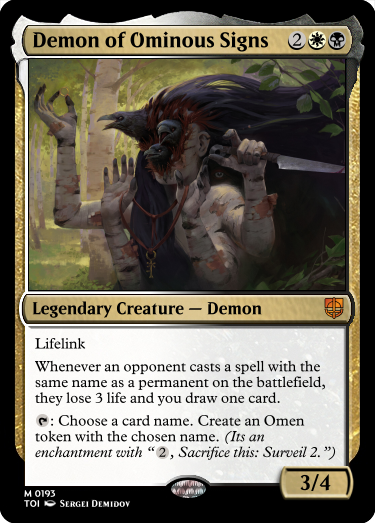 Demon of Ominous Signs 2
Legendary Creature — Demon
Lifelink
Whenever an opponent casts a spell with the
same name as a permanent on the battlefield,
they lose 3 life and you draw one card.
: Choose a card name. Create an Omen
token with the chosen name. (Its an
enchantment with “2, Sacrifice this: Surveil 2.”)
3/4
M 0193
TOI Sergei Demidov